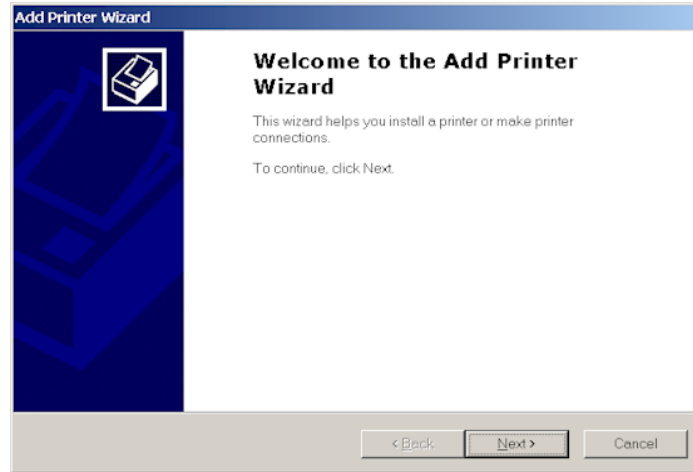 Add Printer Wizard
Welcome to the Add Printer
Wizard
This wizard helps you install a printer or make printer
connections.
To continue, click Next.
< Back
Next >
Cancel